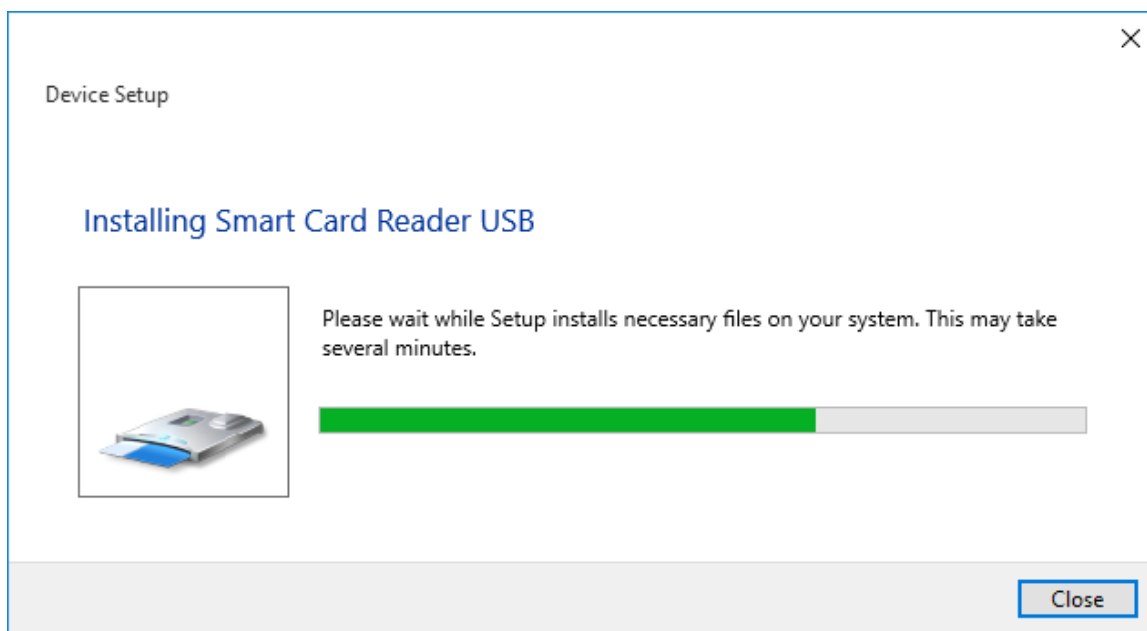 Device Setup
Installing Smart Card Reader USB
Please wait while Setup installs necessary files on your system. This may take
several minutes.
Close